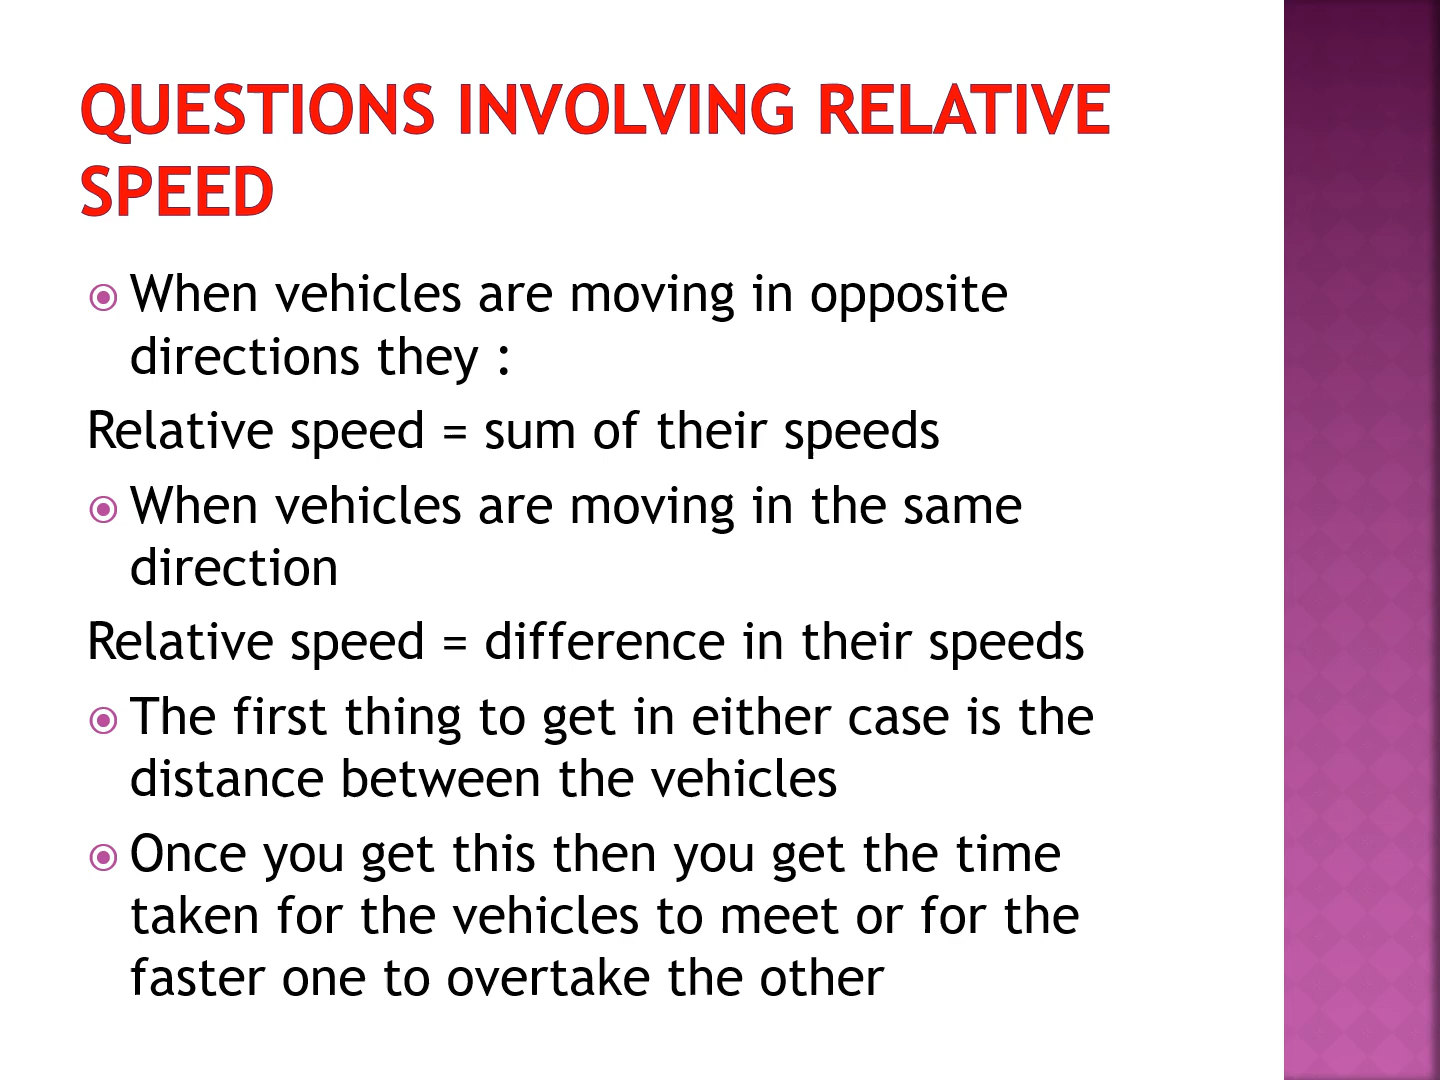 QUESTIONS INVOLVING RELATIVE
SPEED
When vehicles are moving in opposite
directions they :
Relative speed = sum of their speeds
When vehicles are moving in the same
direction
Relative speed = difference in their speeds
The first thing to get in either case is the
distance between the vehicles
Once you get this then you get the time
taken for the vehicles to meet or for the
faster one to overtake the other